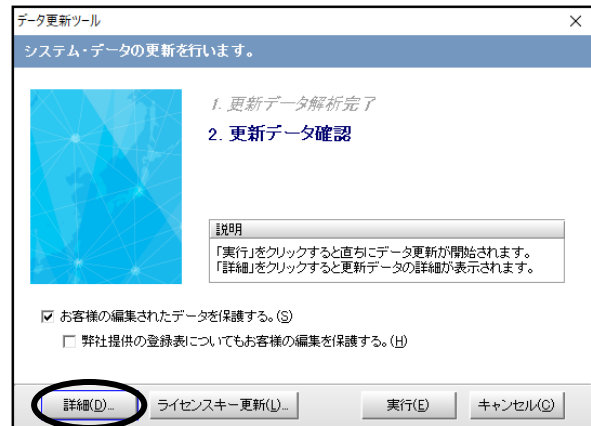 データ更新ツール
システム・データの更新を行います。
1. 更新データ解析完了
2. 更新データ確認
説明
「実行」をクリックすると直ちにデータ更新が開始されます。
「詳細」をクリックすると更新データの詳細が表示されます。
お客様の編集されたデータを保護する。(S)
弊社提供の登録表についてもお客様の編集を保護する。(H)
詳細(D)... ライセンスキー更新(L)... 実行(E) キャンセル(C)